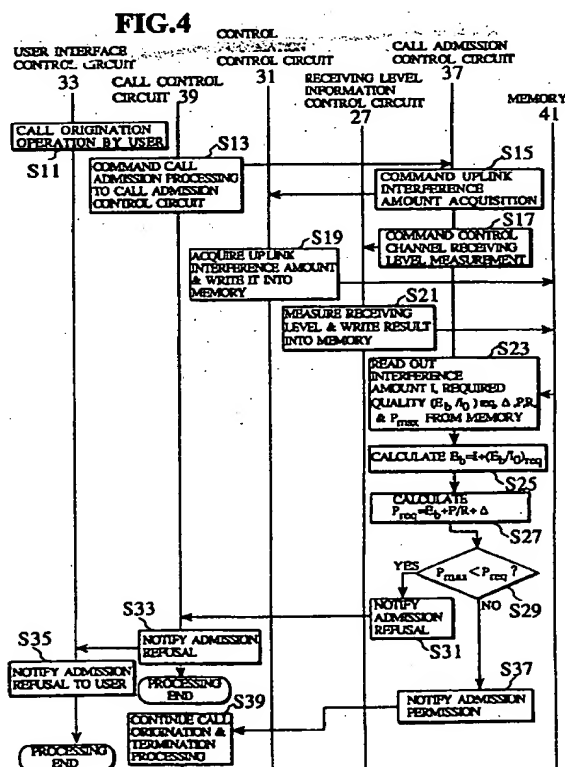 FIG.4
USER INTERFACE
CONTROL CIRCUIT
33
CALL CONTROL
CIRCUIT 39
CONTROL
CONTROL CIRCUIT
31
RECEIVING LEVEL
INFORMATION
CONTROL CIRCUIT
27
CALL ADMISSION
CONTROL CIRCUIT
37
MEMORY
41
CALL ORIGINATION
OPERATION BY USER
S11
S13
COMMAND CALL
ADMISSION PROCESSING
TO CALL ADMISSION
CONTROL CIRCUIT
S15
COMMAND UPLINK
INTERFERENCE
AMOUNT ACQUISITION
S17
COMMAND CONTROL
CHANNEL RECEIVING
LEVEL MEASUREMENT
S19
ACQUIRE UPLINK
INTERFERENCE AMOUNT
& WRITE IT INTO
MEMORY
S21
MEASURE RECEIVING
LEVEL & WRITE RESULT
INTO MEMORY
S23
READ OUT
INTERFERENCE
AMOUNT I, REQUIRED
QUALITY (Eb/I0)req, Δ,P,R,
& Pmax FROM MEMORY
CALCULATE Eb=I+(Eb/I0)req
S25
CALCULATE
Preq=Eb+P/R+Δ
S27
Pmax<Preq?
YES
NO
S29
NOTIFY
ADMISSION
REFUSAL
S31
S33
NOTIFY ADMISSION
REFUSAL
PROCESSING
END
S35
NOTIFY ADMISSION
REFUSAL TO USER
PROCESSING
END
S37
NOTIFY ADMISSION
PERMISSION
S39
CONTINUE CALL
ORIGINATION &
TERMINATION
PROCESSING